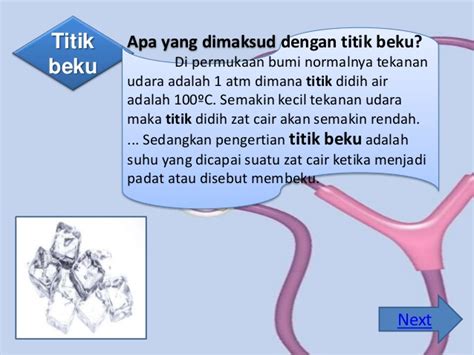 Titik
beku
Apa yang dimaksud dengan titik beku?
Di permukaan bumi normalnya tekanan
udara adalah 1 atm dimana titik didih air
adalah 100ºC. Semakin kecil tekanan udara
maka titik didih zat cair akan semakin rendah.
... Sedangkan pengertian titik beku adalah
suhu yang dicapai suatu zat cair ketika menjadi
padat atau disebut membeku.
Next